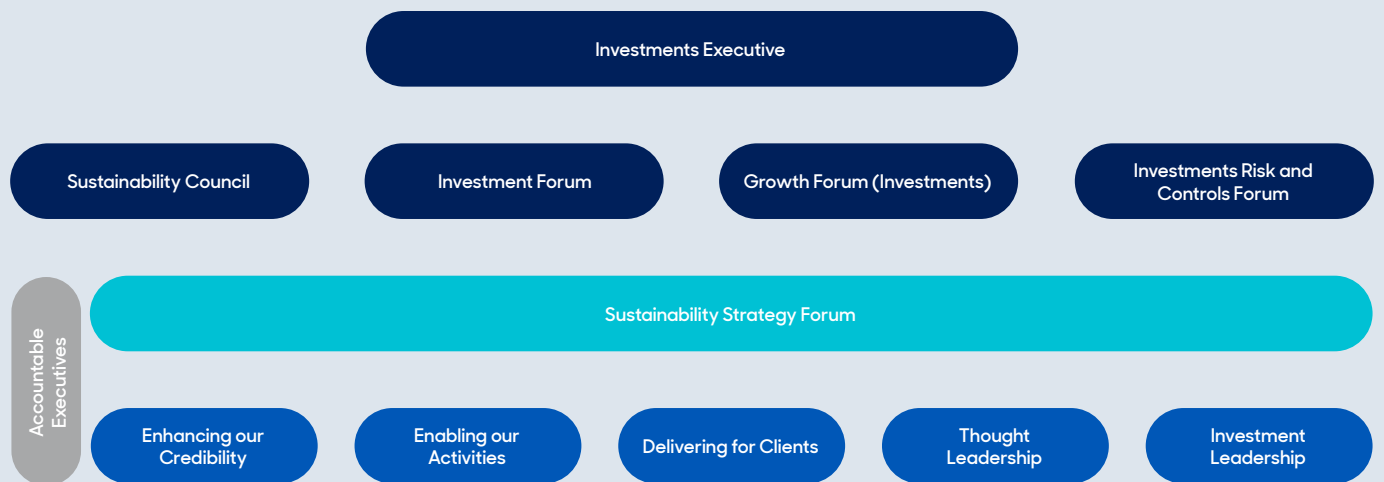 Investments Executive
Sustainability Council
Investment Forum
Growth Forum (Investments)
Investments Risk and
Controls Forum
Accountable
Executives
Sustainability Strategy Forum
Enhancing our
Credibility
Enabling our
Activities
Delivering for Clients
Thought
Leadership
Investment
Leadership